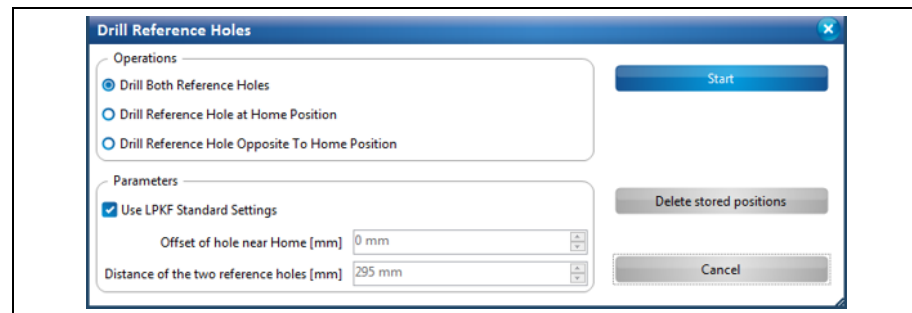 Drill Reference Holes
Operations
Drill Both Reference Holes
Drill Reference Hole at Home Position
Drill Reference Hole Opposite To Home Position
Start
Parameters
Use LPKF Standard Settings
Offset of hole near Home [mm] 0 mm
Distance of the two reference holes [mm] 295 mm
Delete stored positions
Cancel